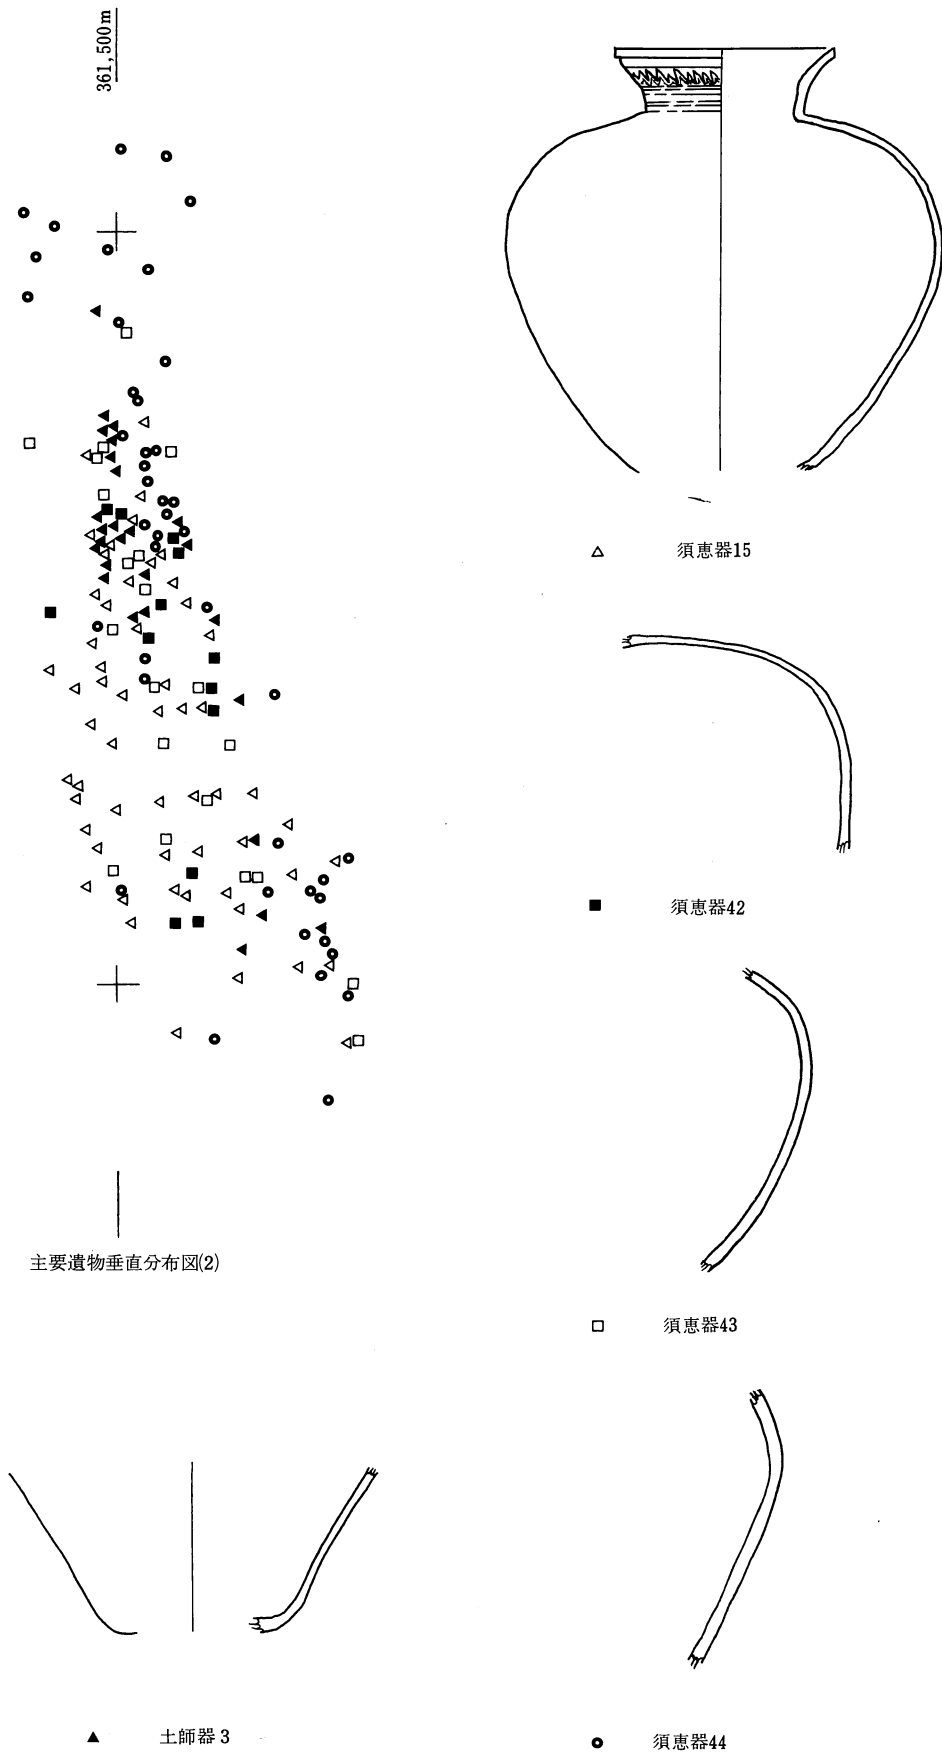 361,500m
△ 須恵器15
■ 須恵器42
主要遺物垂直分布図(2)
□ 須恵器43
▲ 土師器3
◎ 須恵器44